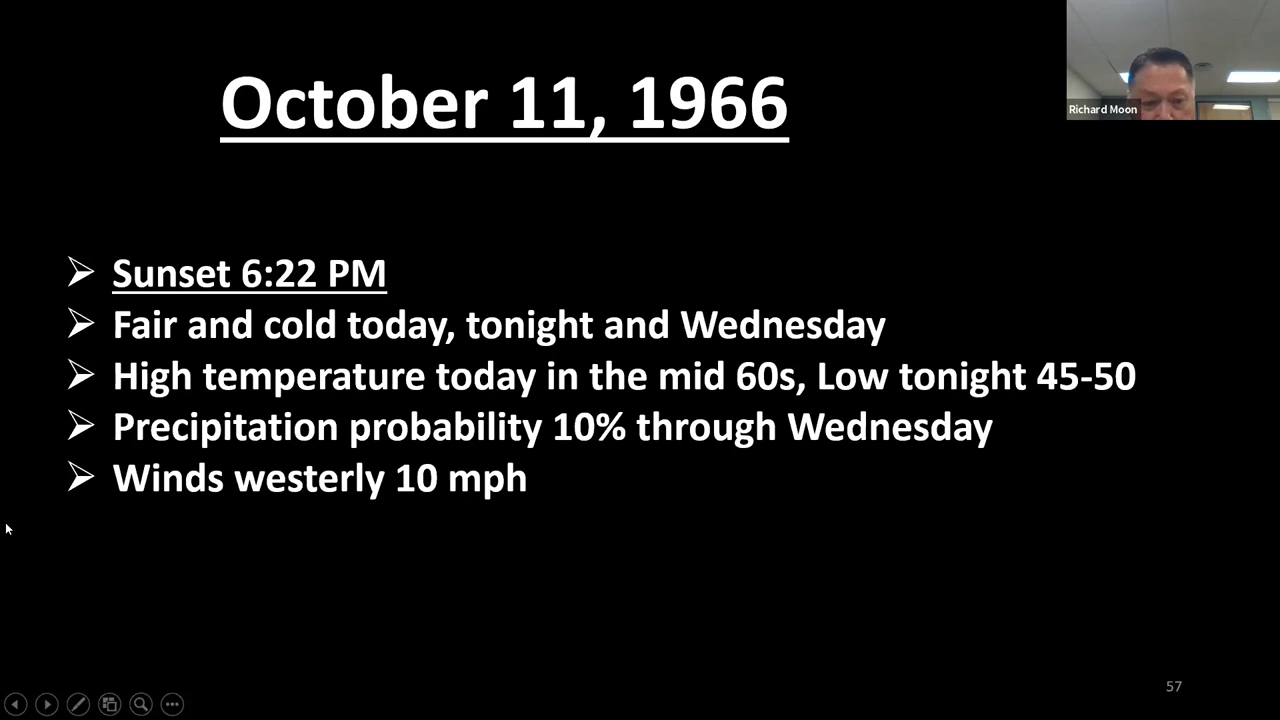 October 11, 1966
Richard Moon
➢ Sunset 6:22 PM
➢ Fair and cold today, tonight and Wednesday
➢ High temperature today in the mid 60s, Low tonight 45-50
➢ Precipitation probability 10% through Wednesday
➢ Winds westerly 10 mph
57